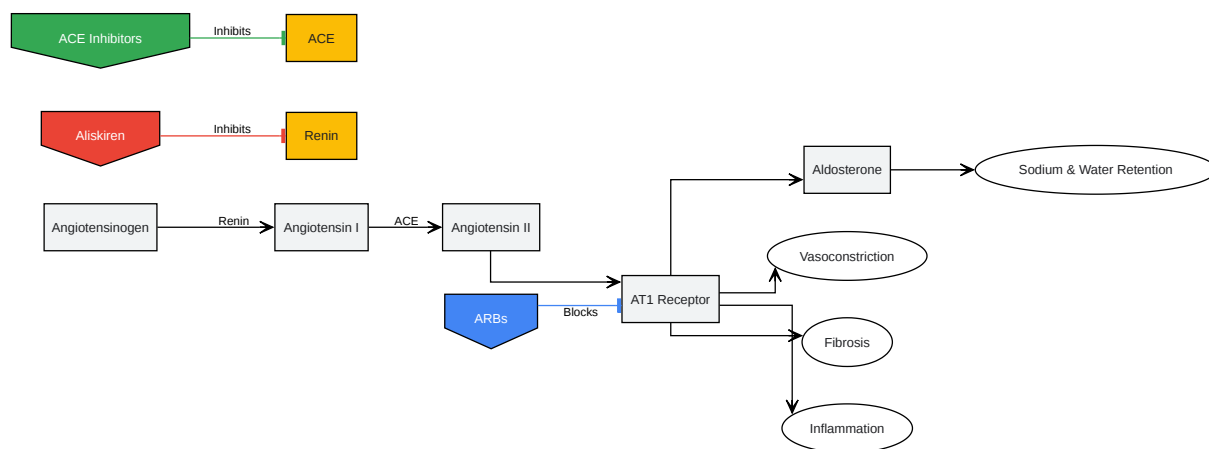 ACE Inhibitors
Inhibits
ACE
Aliskiren
Inhibits
Renin
Aldosterone
Sodium & Water Retention
Angiotensinogen
Renin
Angiotensin I
ACE
Angiotensin II
Vasoconstriction
AT1 Receptor
ARBs
Blocks
Fibrosis
Inflammation